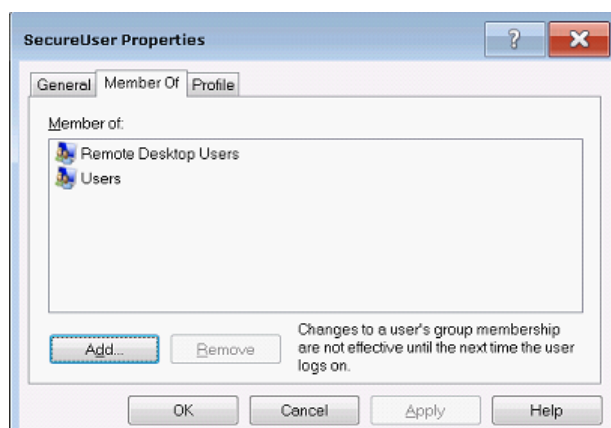 SecureUser Properties
?
General Member Of Profile
Member of:
Remote Desktop Users
Users
Add... Remove
Changes to a user's group membership
are not effective until the next time the user
logs on.
OK Cancel Apply Help